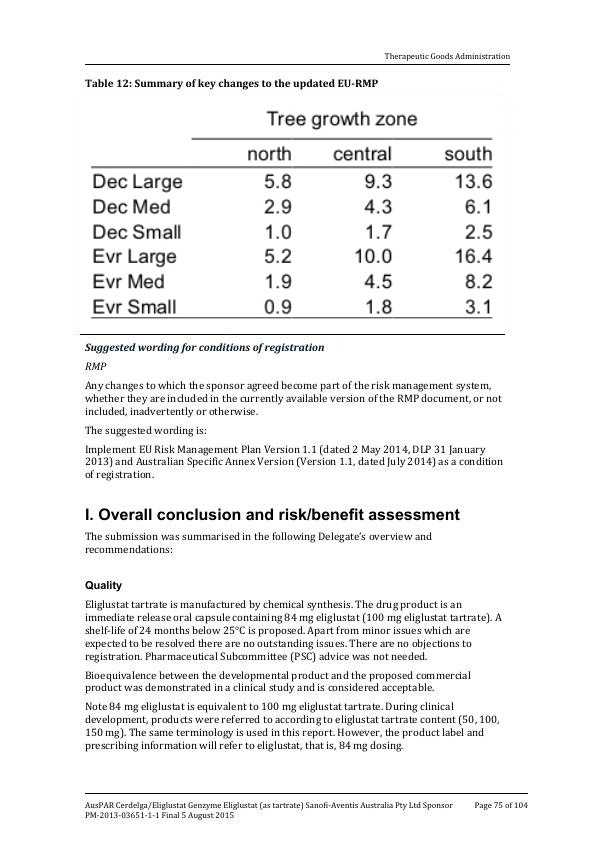 Therapeutic Goods Administration
Table 12: Summary of key changes to the updated EU-RMP
Tree growth zone
north central south
Dec Large 5.8 9.3 13.6
Dec Med 2.9 4.3 6.1
Dec Small 1.0 1.7 2.5
Evr Large 5.2 10.0 16.4
Evr Med 1.9 4.5 8.2
Evr Small 0.9 1.8 3.1
Suggested wording for conditions of registration
RMP
Any changes to which the sponsor agreed become part of the risk management system,
whether they are included in the currently available version of the RMP document, or not
included, inadvertently or otherwise.
The suggested wording is:
Implement EU Risk Management Plan Version 1.1 (dated 2 May 2014, DLP 31 January
2013) and Australian Specific Annex Version (Version 1.1, dated July 2014) as a condition
of registration.
I. Overall conclusion and risk/benefit assessment
The submission was summarised in the following Delegate’s overview and
recommendations:
Quality
Eliglustat tartrate is manufactured by chemical synthesis. The drug product is an
immediate release oral capsule containing 84 mg eliglustat (100 mg eliglustat tartrate). A
shelf-life of 24 months below 25°C is proposed. Apart from minor issues which are
expected to be resolved there are no outstanding issues. There are no objections to
registration. Pharmaceutical Subcommittee (PSC) advice was not needed.
Bioequivalence between the developmental product and the proposed commercial
product was demonstrated in a clinical study and is considered acceptable.
Note 84 mg eliglustat is equivalent to 100 mg eliglustat tartrate. During clinical
development, products were referred to according to eliglustat tartrate content (50, 100,
150 mg). The same terminology is used in this report. However, the product label and
prescribing information will refer to eliglustat, that is, 84 mg dosing.
AusPAR Cerdelga/Eliglustat Genzyme Eliglustat (as tartrate) Sanofi-Aventis Australia Pty Ltd Sponsor Page 75 of 104
PM-2013-03651-1-1 Final 5 August 2015